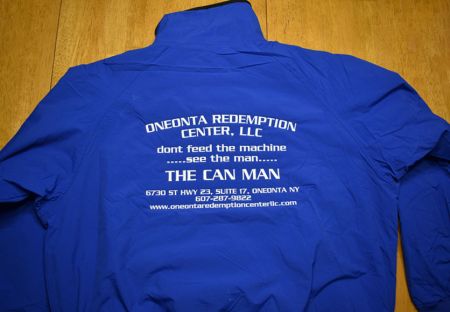 ONEONTA REDEMPTION
CENTER, LLC
dont feed the machine
.....see the man.....
THE CAN MAN
6730 ST HWY 23, SUITE 17, ONEONTA NY
607-287-9822
www.oneontaredemptioncenterllc.com